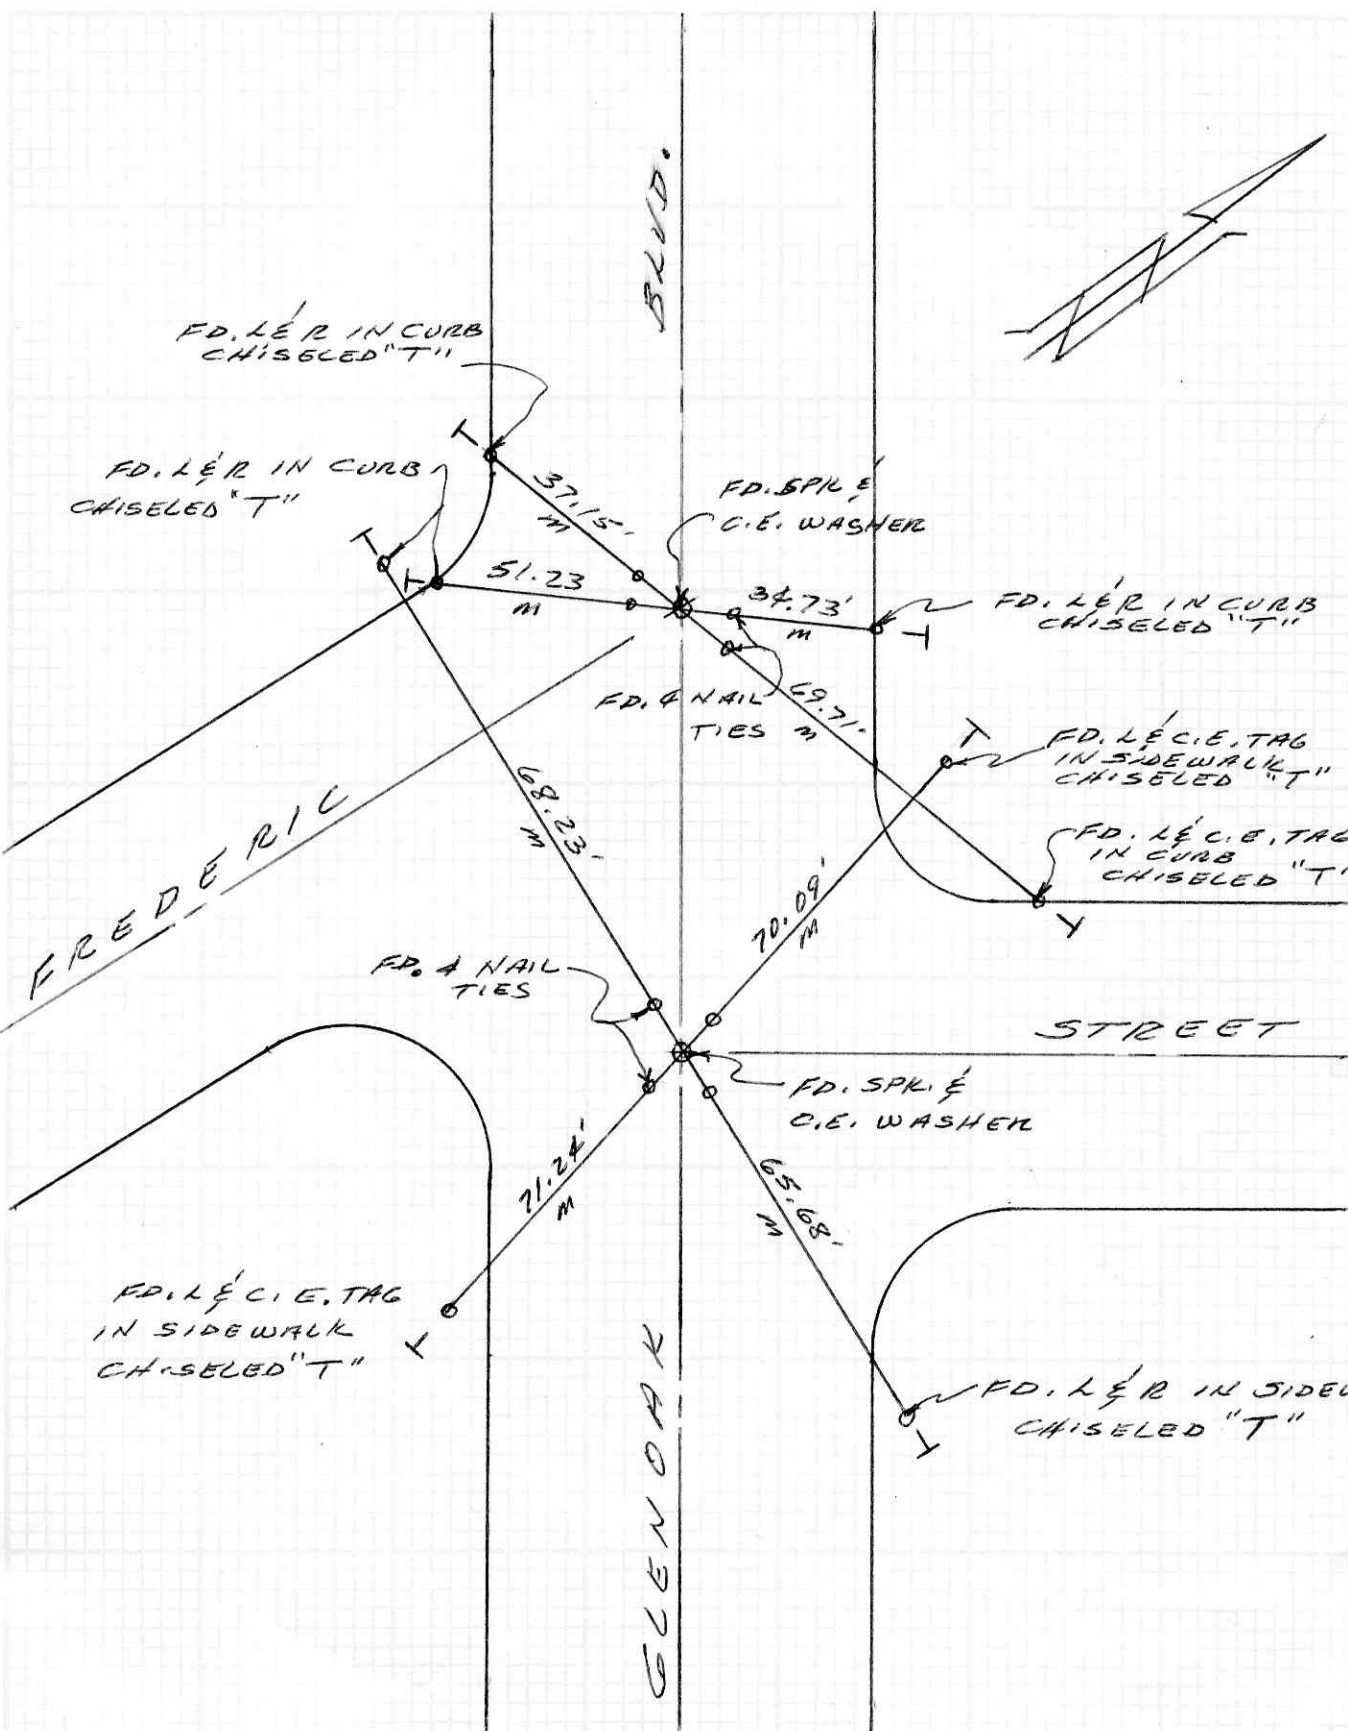 BLVD.
FD. L & R IN CURB
CHISELED "T"
FD. L & R IN CURB
CHISELED "T"
T
T
T
37.15'
M
FD. SPK &
C.E. WASHER
51.23
M
34.73'
M
FD. L & R IN CURB
CHISELED "T"
T
FD. 4 NAIL
TIES
69.71'
M
T
FD. L & C.E. TAG
IN SIDEWALK
CHISELED "T"
68.23'
M
FD. L & C.E. TAG
IN CURB
CHISELED "T"
T
70.09'
M
FREDERIC
FD. 4 NAIL
TIES
STREET
FD. SPK. &
C.E. WASHER
71.24'
M
65.68'
M
FD. L & C.E. TAG
IN SIDEWALK
CHISELED "T"
T
FD. L & R IN SIDEW
CHISELED "T"
T
GLENOAK
N